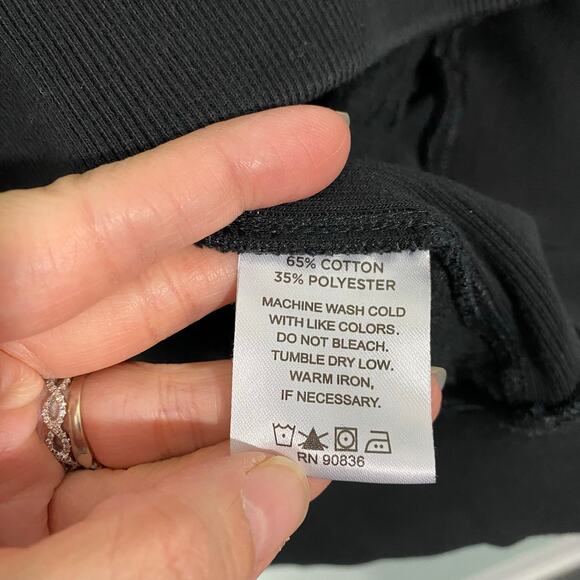 65% COTTON
35% POLYESTER
MACHINE WASH COLD
WITH LIKE COLORS.
DO NOT BLEACH.
TUMBLE DRY LOW.
WARM IRON,
IF NECESSARY.
RN 90836